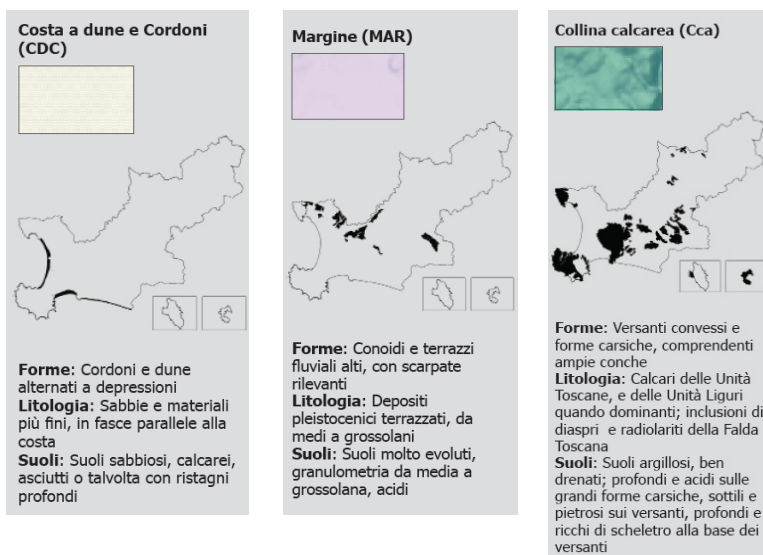 Costa a dune e Cordoni
(CDC)
Forme: Cordoni e dune
alternati a depressioni
Litologia: Sabbie e materiali
più fini, in fasce parallele alla
costa
Suoli: Suoli sabbiosi, calcarei,
asciutti o talvolta con ristagni
profondi
Margine (MAR)
Forme: Conoidi e terrazzi
fluviali alti, con scarpate
rilevanti
Litologia: Depositi
pleistocenici terrazzati, da
medi a grossolani
Suoli: Suoli molto evoluti,
granulometria da media a
grossolana, acidi
Collina calcarea (Cca)
Forme: Versanti convessi e
forme carsiche, comprendenti
ampie conche
Litologia: Calcari delle Unità
Toscane, e delle Unità Liguri
quando dominanti; inclusioni di
diaspri e radiolariti della Falda
Toscana
Suoli: Suoli argillosi, ben
drenati; profondi e acidi sulle
grandi forme carsiche, sottili e
pietrosi sui versanti, profondi e
ricchi di scheletro alla base dei
versanti